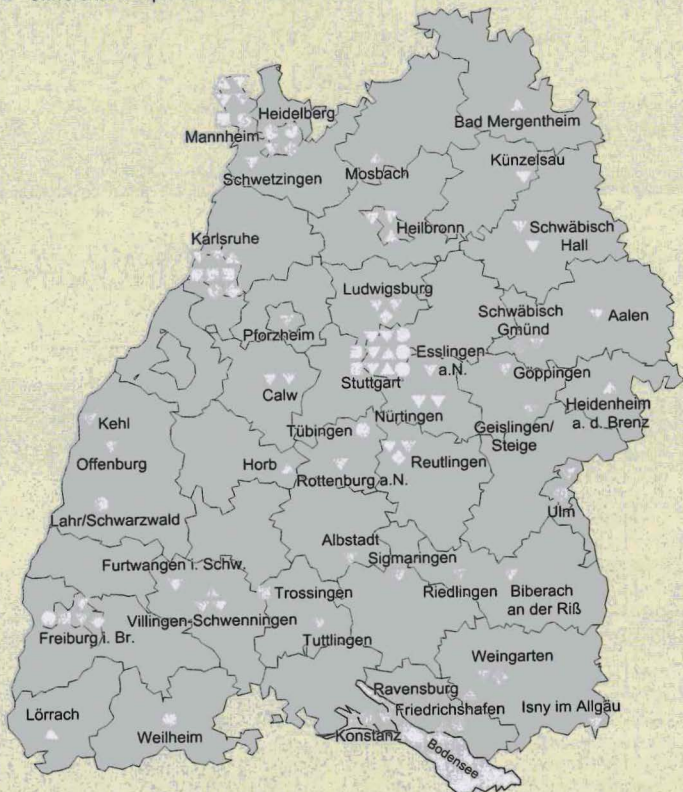 Heidelberg
Bad Mergentheim
Mannheim
Künzelsau
Schwetzingen
Mosbach
Heilbronn
Schwäbisch
Hall
Karlsruhe
Ludwigsburg
Schwäbisch
Gmünd
Aalen
Pforzheim
Esslingen
a.N.
Stuttgart
Göppingen
Calw
Nürtingen
Heidenheim
a. d. Brenz
Kehl
Tübingen
Geislingen/
Steige
Offenburg
Horb
Rottenburg a.N.
Reutlingen
Lahr/Schwarzwald
Ulm
Albstadt
Sigmaringen
Furtwangen i. Schw.
Trossingen
Riedlingen
Biberach
an der Riß
Villingen-Schwenningen
Freiburg i. Br.
Tuttlingen
Weingarten
Ravensburg
Friedrichshafen
Isny im Allgäu
Lörrach
Weilheim
Konstanz
Bodensee